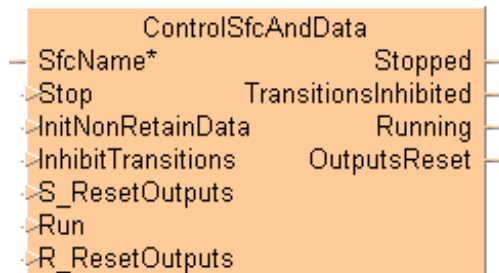 ControlSfcAndData
SfcName* Stopped
Stop TransitionsInhibited
InitNonRetainData Running
InhibitTransitions OutputsReset
S_ResetOutputs
Run
R_ResetOutputs